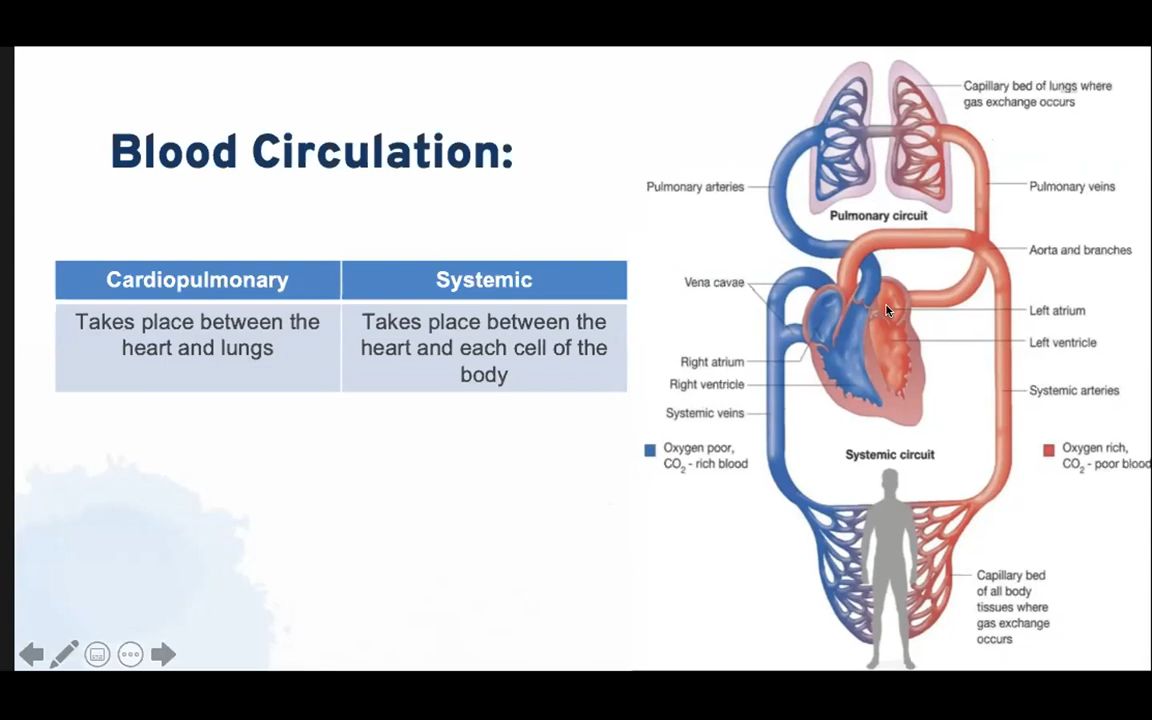 Blood Circulation:
Cardiopulmonary
Systemic
Takes place between the
heart and lungs
Takes place between the
heart and each cell of the
body
Capillary bed of lungs where
gas exchange occurs
Pulmonary arteries
Pulmonary veins
Pulmonary circuit
Aorta and branches
Vena cavae
Left atrium
Left ventricle
Right atrium
Right ventricle
Systemic arteries
Systemic veins
Oxygen poor,
CO₂ - rich blood
Systemic circuit
Oxygen rich,
CO₂ - poor blood
Capillary bed
of all body
tissues where
gas exchange
occurs